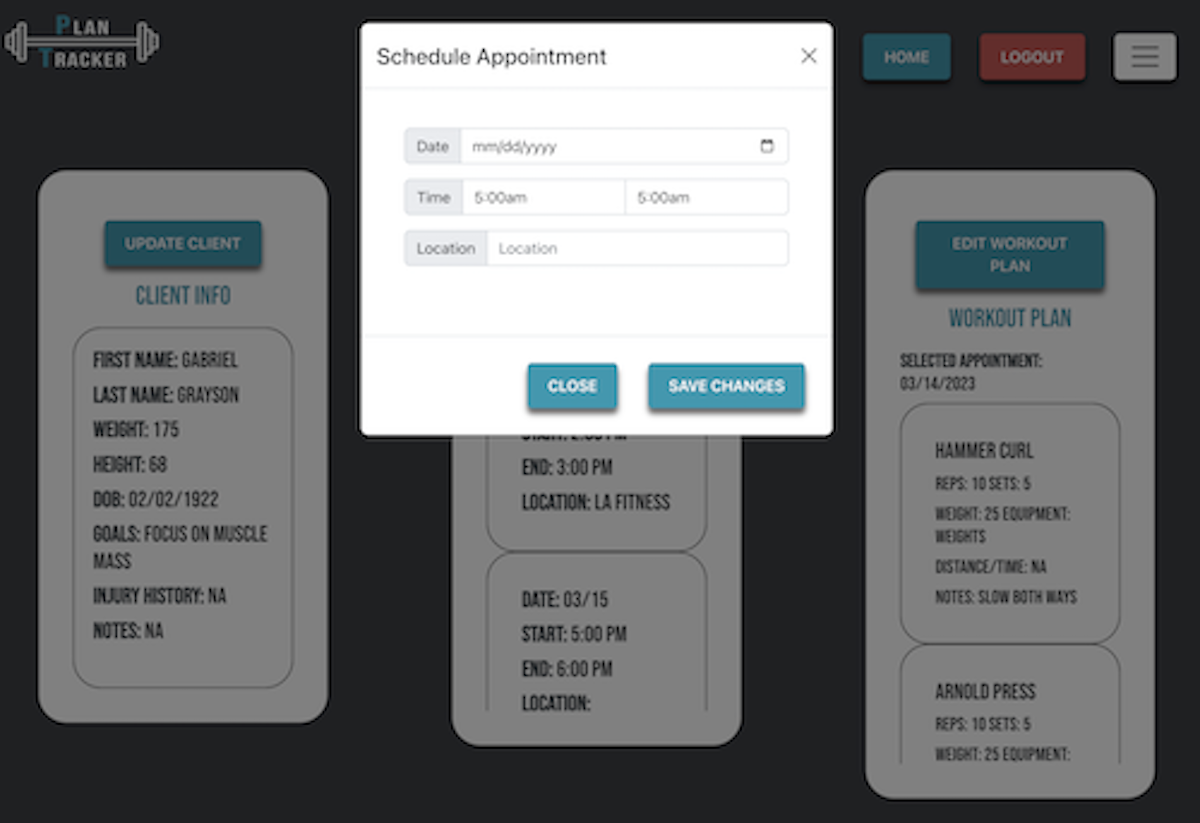 PLAN
TRACKER
HOME
LOGOUT
Schedule Appointment
Date
mm/dd/yyyy
Time
5:00am
5:00am
Location
Location
CLOSE
SAVE CHANGES
UPDATE CLIENT
CLIENT INFO
FIRST NAME: GABRIEL
LAST NAME: GRAYSON
WEIGHT: 175
HEIGHT: 68
DOB: 02/02/1922
GOALS: FOCUS ON MUSCLE
MASS
INJURY HISTORY: NA
NOTES: NA
END: 3:00 PM
LOCATION: LA FITNESS
DATE: 03/15
START: 5:00 PM
END: 6:00 PM
LOCATION:
EDIT WORKOUT
PLAN
WORKOUT PLAN
SELECTED APPOINTMENT:
03/14/2023
HAMMER CURL
REPS: 10 SETS: 5
WEIGHT: 25 EQUIPMENT:
WEIGHTS
DISTANCE/TIME: NA
NOTES: SLOW BOTH WAYS
ARNOLD PRESS
REPS: 10 SETS: 5
WEIGHT: 25 EQUIPMENT: